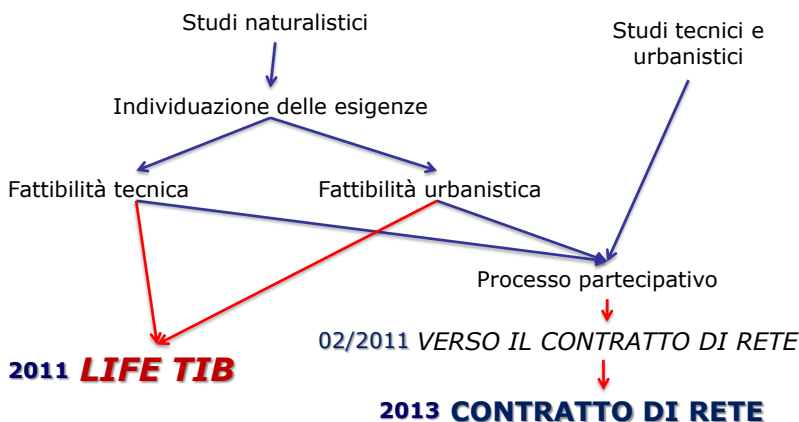 Studi naturalistici
Studi tecnici e
urbanistici
Individuazione delle esigenze
Fattibilità tecnica
Fattibilità urbanistica
Processo partecipativo
02/2011 VERSO IL CONTRATTO DI RETE
2011 LIFE TIB
2013 CONTRATTO DI RETE